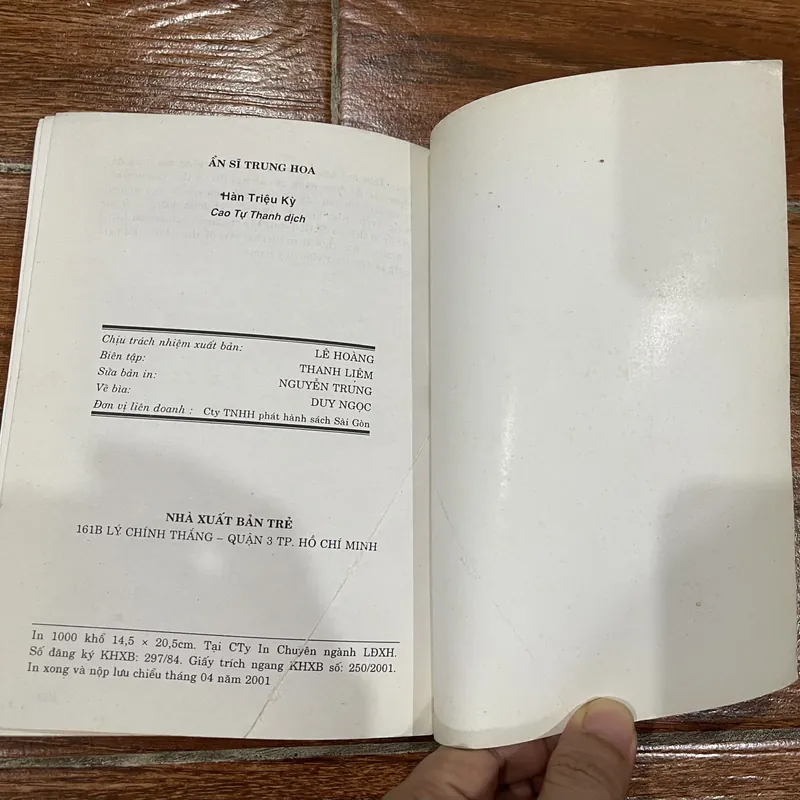 ẨN SĨ TRUNG HOA
Hàn Triệu Kỳ
Cao Tự Thanh dịch
Chịu trách nhiệm xuất bản: LÊ HOÀNG
Biên tập: THANH LIÊM
Sửa bản in: NGUYỄN TRUNG
Vẽ bìa: DUY NGỌC
Đơn vị liên doanh : Cty TNHH phát hành sách Sài Gòn
NHÀ XUẤT BẢN TRẺ
161B LÝ CHÍNH THẮNG – QUẬN 3 TP. HỒ CHÍ MINH
In 1000 khổ 14,5 × 20,5cm. Tại CTy In Chuyên ngành LĐXH.
Số đăng ký KHXB: 297/84. Giấy trích ngang KHXB số: 250/2001.
In xong và nộp lưu chiểu tháng 04 năm 2001